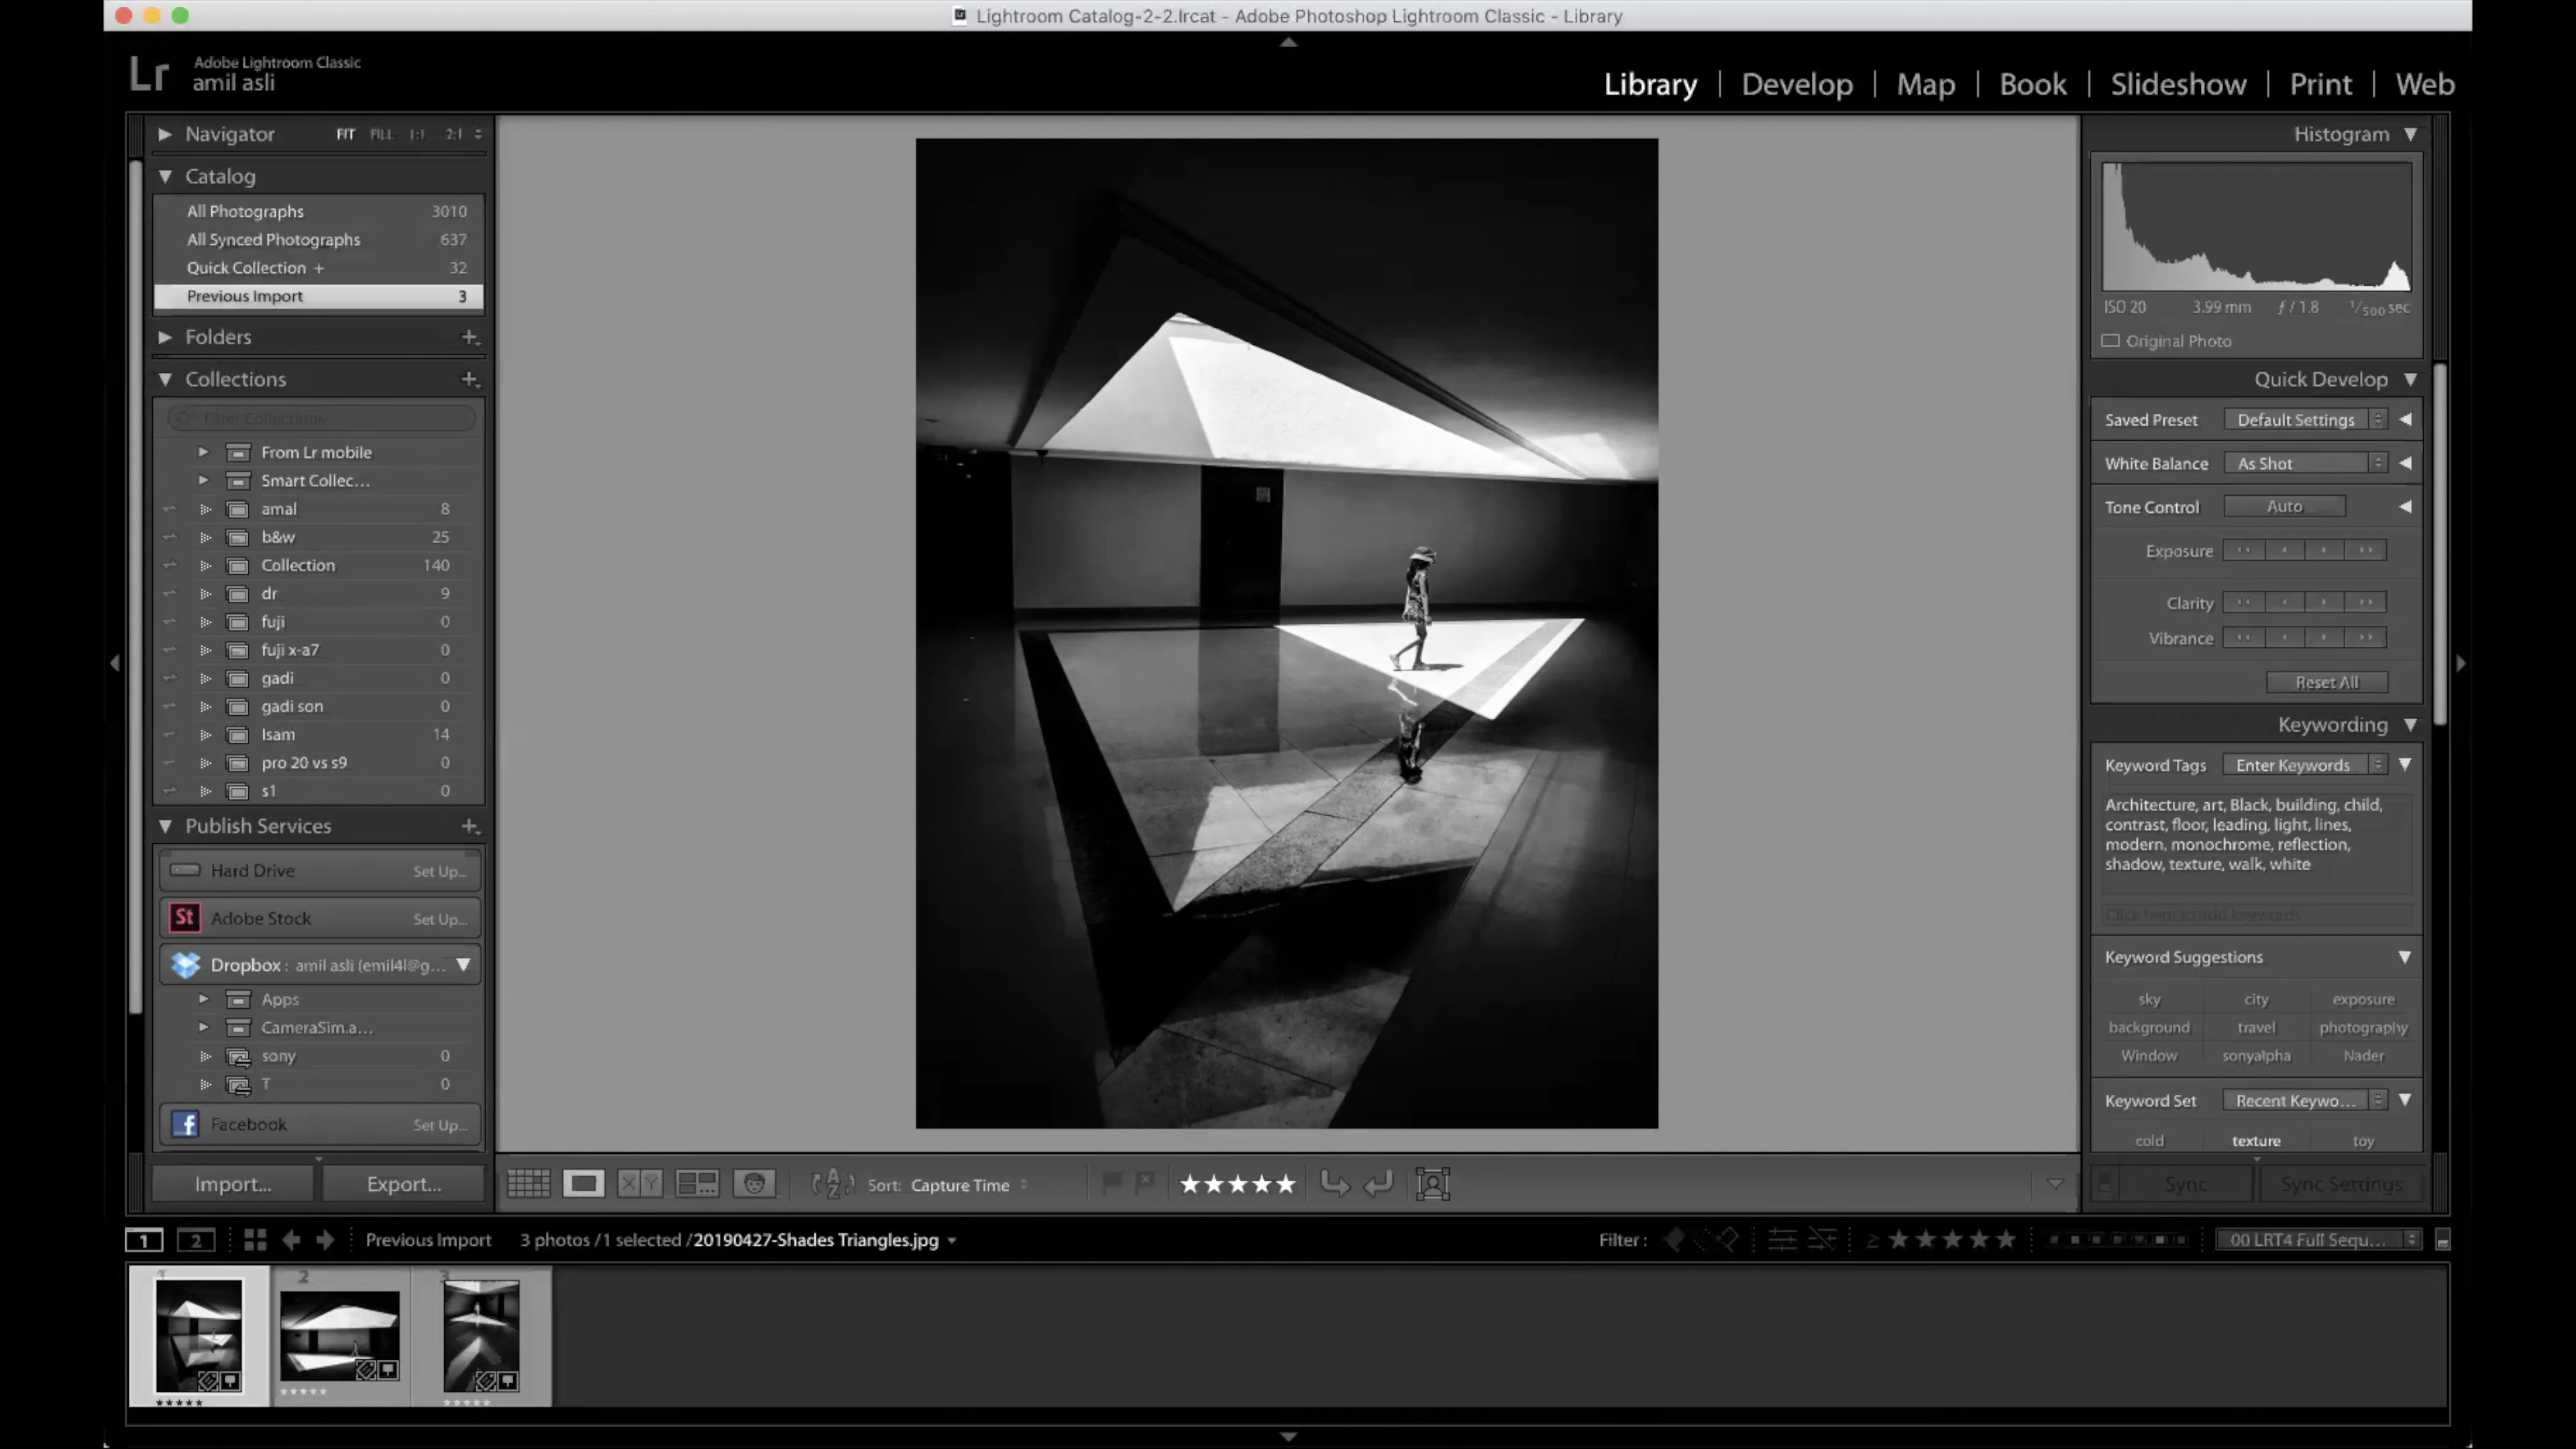 Lightroom Catalog-2-2.lrcat - Adobe Photoshop Lightroom Classic - Library
Lr
Adobe Lightroom Classic
amil asli
Library | Develop | Map | Book | Slideshow | Print | Web
Navigator FIT FILL 1:1 2:1
Catalog
All Photographs 3010
All Synced Photographs 637
Quick Collection + 32
Previous Import 3
Folders
Collections
Filter Collections
From Lr mobile
Smart Collec...
amal 8
b&w 25
Collection 140
dr 9
fuji 0
fuji x-a7 0
gadi 0
gadi son 0
Isam 14
pro 20 vs s9 0
s1 0
Publish Services
Hard Drive Set Up...
St Adobe Stock Set Up...
Dropbox : amil asli (emil4l@g...
Apps
CameraSim.a...
sony 0
T 0
f Facebook Set Up...
Import... Export...
Histogram
ISO 20 3.99 mm ƒ / 1.8 1/500 sec
Original Photo
Quick Develop
Saved Preset Default Settings
White Balance As Shot
Tone Control Auto
Exposure
Clarity
Vibrance
Reset All
Keywording
Keyword Tags Enter Keywords
Architecture, art, Black, building, child,
contrast, floor, leading, light, lines,
modern, monochrome, reflection,
shadow, texture, walk, white
Click here to add keywords
Keyword Suggestions
sky city exposure
background travel photography
Window sonyalpha Nader
Keyword Set Recent Keywo...
cold texture toy
Sync Sync Settings
X Y A Z Sort: Capture Time ★★★★★
1 2 Previous Import 3 photos /1 selected /20190427-Shades Triangles.jpg
Filter : ≥ ★★★★★ 00 LRT4 Full Sequ...
1 2 3
★★★★★ ★★★★★ ★★★★★